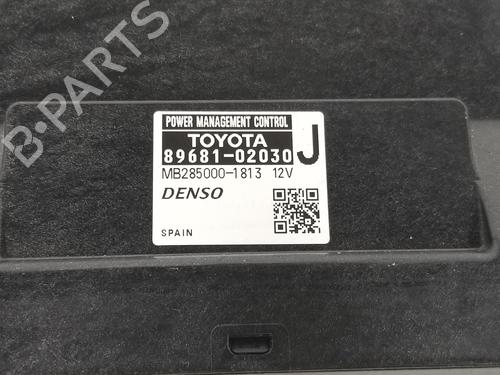 B-PARTS
POWER MANAGEMENT CONTROL
TOYOTA
89681-02030 J
MB285000-1813 12V
DENSO
SPAIN